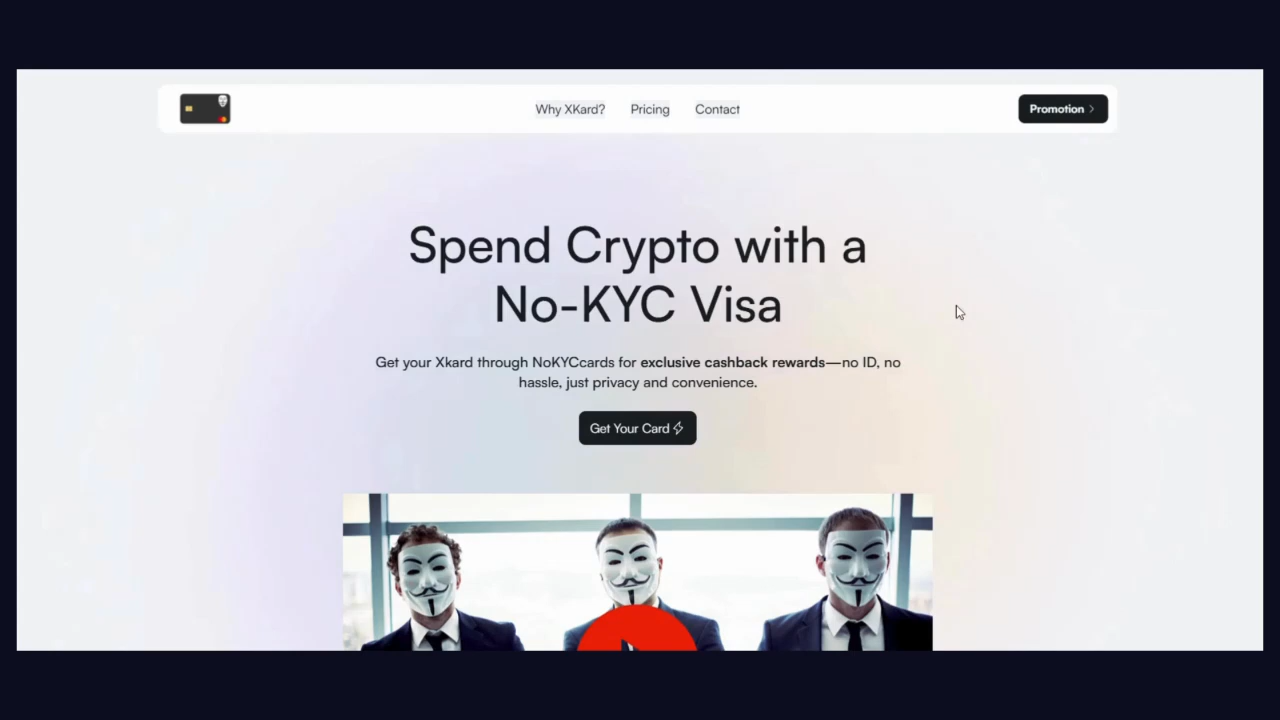 Why XKard?
Pricing
Contact
Promotion
Spend Crypto with a
No-KYC Visa
Get your Xkard through NoKYCcards for exclusive cashback rewards—no ID, no
hassle, just privacy and convenience.
Get Your Card